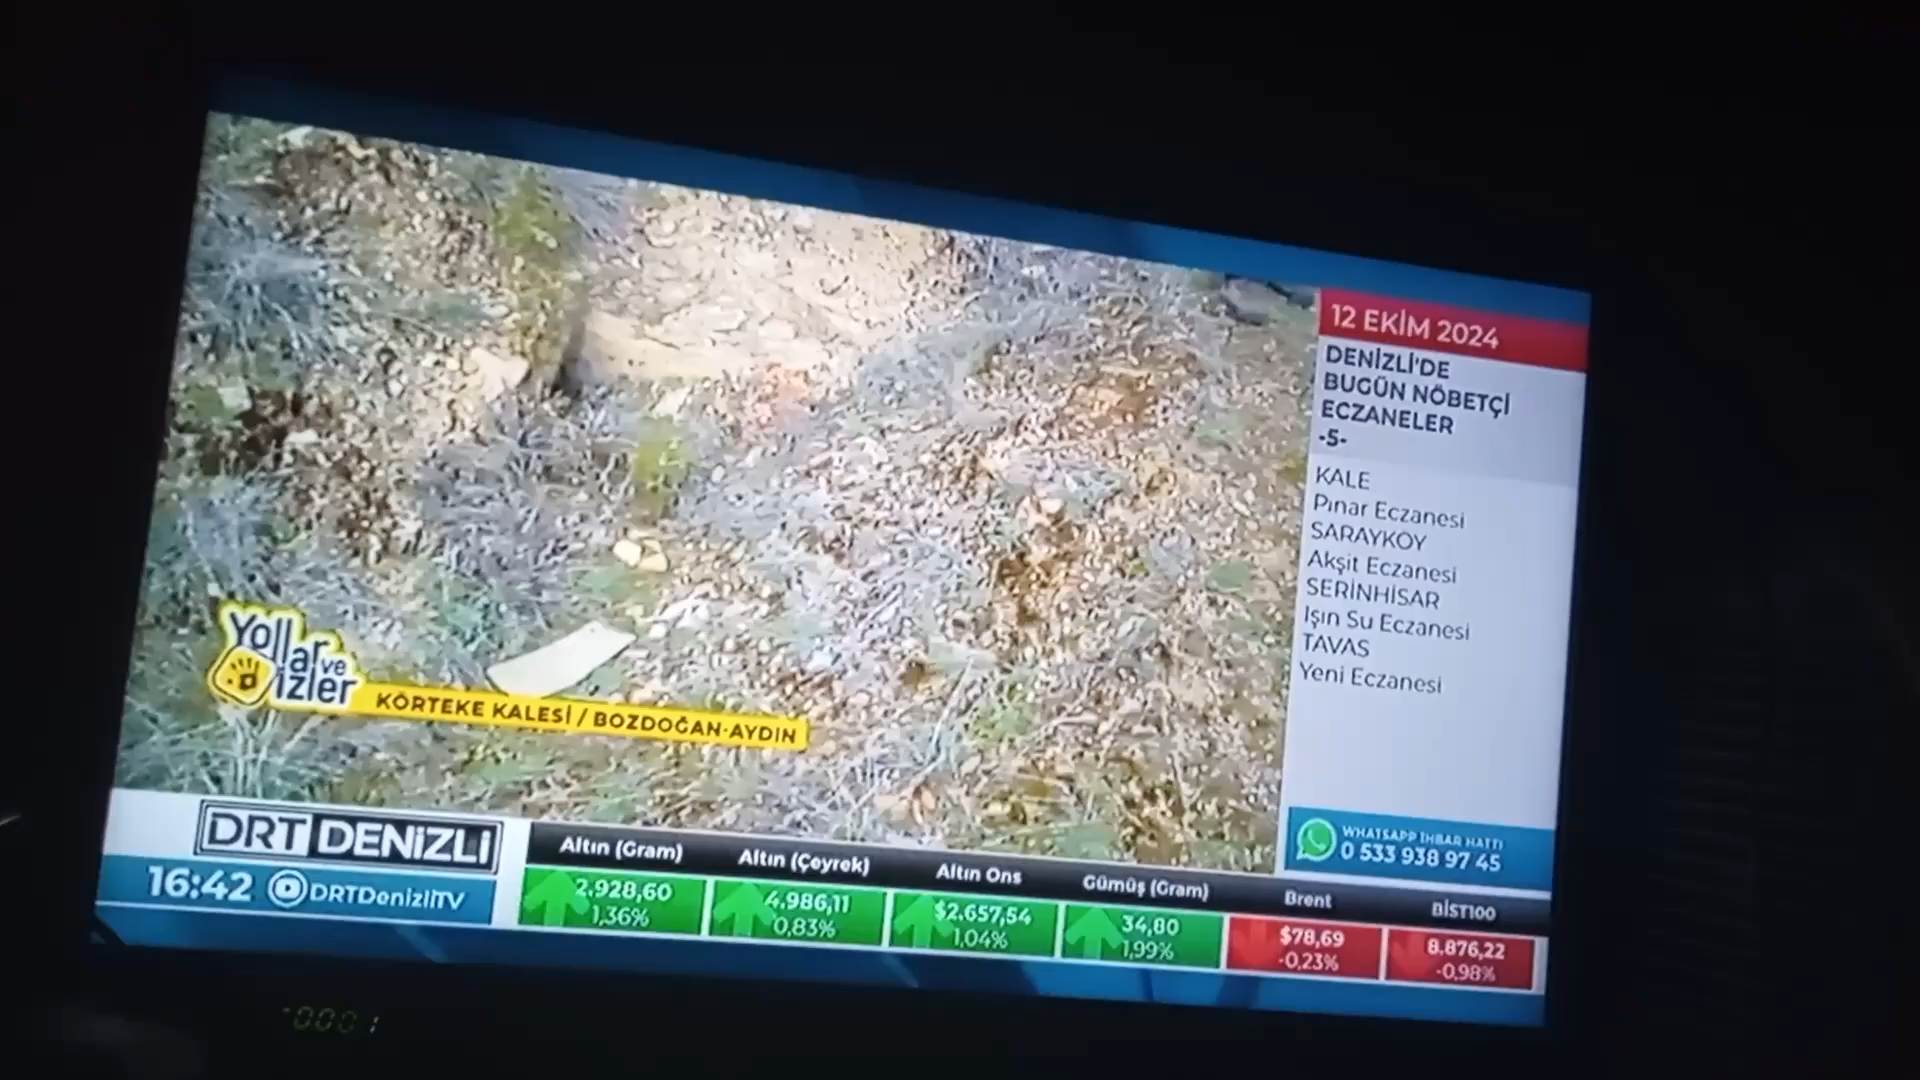 12 EKİM 2024
DENİZLİ'DE
BUGÜN NÖBETÇİ
ECZANELER
-5-
KALE
Pınar Eczanesi
SARAYKÖY
Akşit Eczanesi
SERİNHİSAR
Işın Su Eczanesi
TAVAS
Yeni Eczanesi
Yollar ve izler
KÖRTEKE KALESİ / BOZDOĞAN-AYDIN
WHATSAPP İHBAR HATTI
0 533 938 97 45
DRT DENİZLİ
16:42 DRTDenizliTV
Altın (Gram) Altın (Çeyrek) Altın Ons Gümüş (Gram) Brent BİST100
2.928,60 4.986,11 $2.657,54 34,80 $78,69 8.876,22
1,36% 0,83% 1,04% 1,99% -0,23% -0,98%
0001